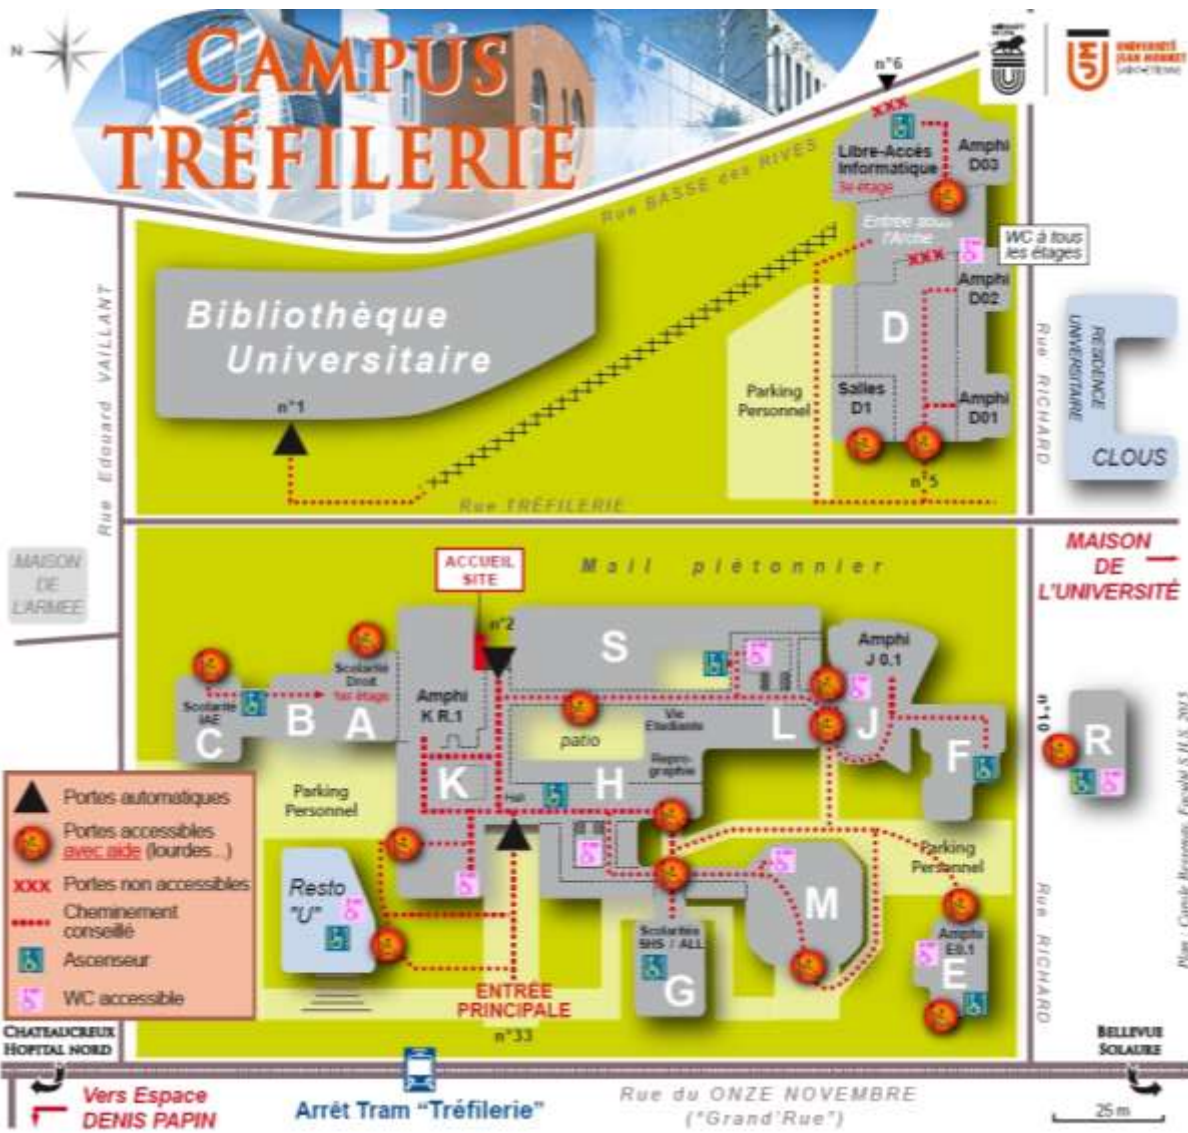 N
CAMPUS
TRÉFILERIE
UNIVERSITÉ
JEAN MONNET
SAINT-ÉTIENNE
n°6
xxx
Rue BASSE des RIVES
Libre-Accès
Informatique
3e étage
Amphi
D03
Entrée sous
l'Arche
xxx
WC à tous
les étages
Amphi
D02
D
Salles
D1
Amphi
D01
n°5
Parking
Personnel
Rue RICHARD
RESIDENCE
UNIVERSITAIRE
CLOUS
Bibliothèque
Universitaire
n°1
Rue Edouard VAILLANT
Rue TRÉFILERIE
MAISON
DE
L'ARMEE
ACCUEIL
SITE
Mail piétonnier
MAISON
DE
L'UNIVERSITÉ
n°2
S
Amphi
J 0.1
Scolarité
Droit
1er étage
Scolarité
IAE
C
B
A
Amphi
K R.1
Vie
Etudiante
L
J
F
n°10
R
patio
Repro-
graphie
K
Hall
H
Parking
Personnel
Parking
Personnel
Resto
"U"
M
Scolarités
SHS / ALL
G
Amphi
E0.1
E
Rue RICHARD
ENTRÉE
PRINCIPALE
n°33
Portes automatiques
Portes accessibles
avec aide (lourdes...)
xxx Portes non accessibles
Cheminement
conseillé
Ascenseur
WC accessible
CHATEAUCREUX
HOPITAL NORD
BELLEVUE
SOLAURE
Vers Espace
DENIS PAPIN
Arrêt Tram "Tréfilerie"
Rue du ONZE NOVEMBRE
("Grand'Rue")
25 m